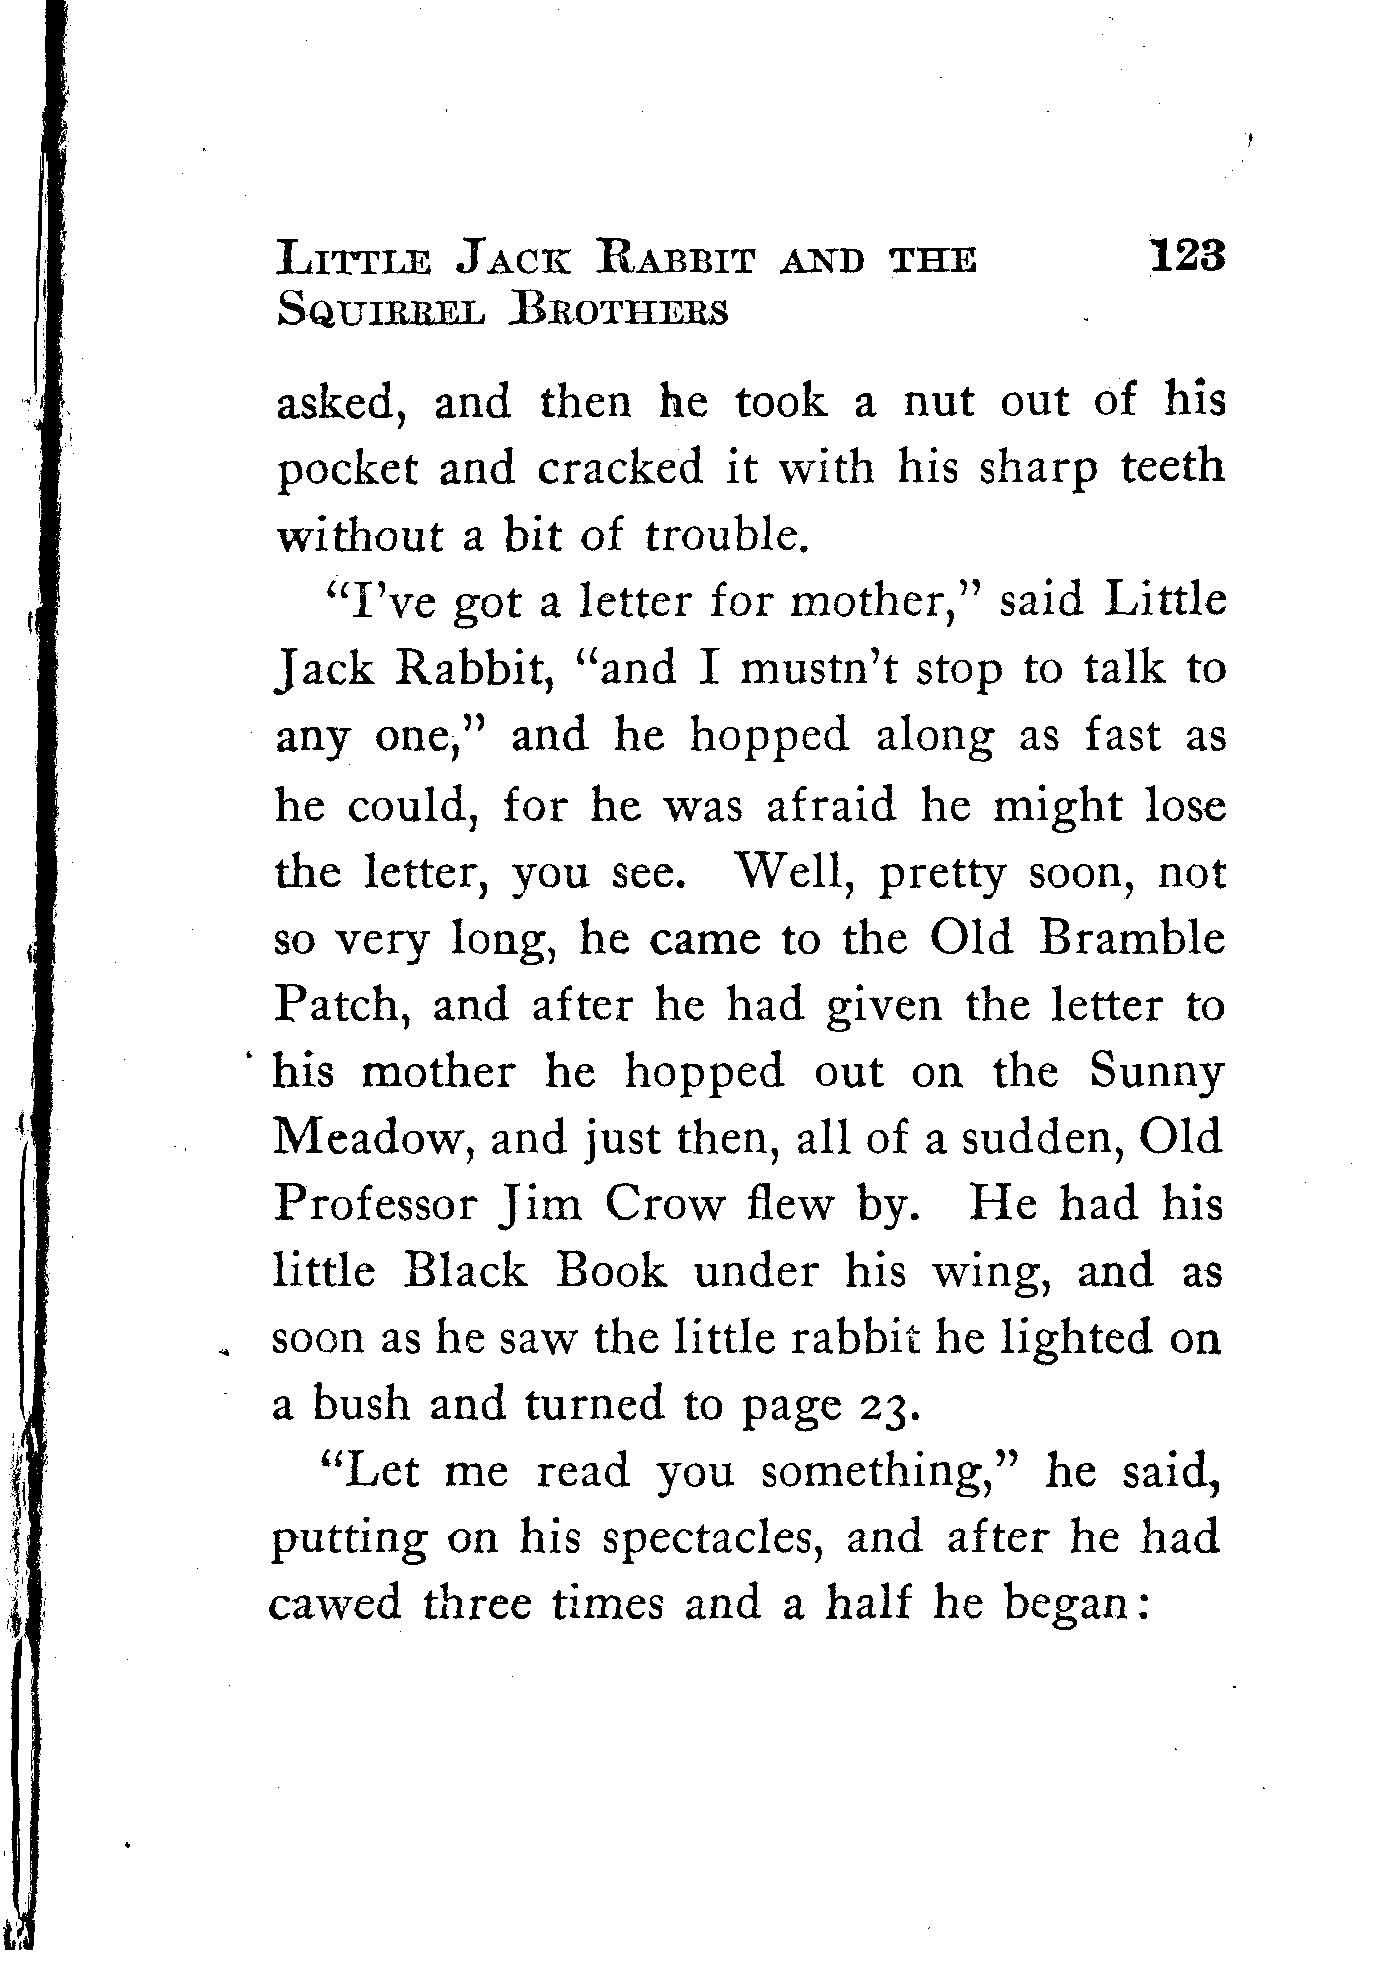 LITTLE JACK RABBIT AND THE 123
SQUIRREL BROTHERS
asked, and then he took a nut out of his
pocket and cracked it with his sharp teeth
without a bit of trouble.
"I've got a letter for mother," said Little
Jack Rabbit, "and I mustn't stop to talk to
any one," and he hopped along as fast as
he could, for he was afraid he might lose
the letter, you see. Well, pretty soon, not
so very long, he came to the Old Bramble
Patch, and after he had given the letter to
his mother he hopped out on the Sunny
Meadow, and just then, all of a sudden, Old
Professor Jim Crow flew by. He had his
little Black Book under his wing, and as
soon as he saw the little rabbit he lighted on
a bush and turned to page 23.
"Let me read you something," he said,
putting on his spectacles, and after he had
cawed three times and a half he began: